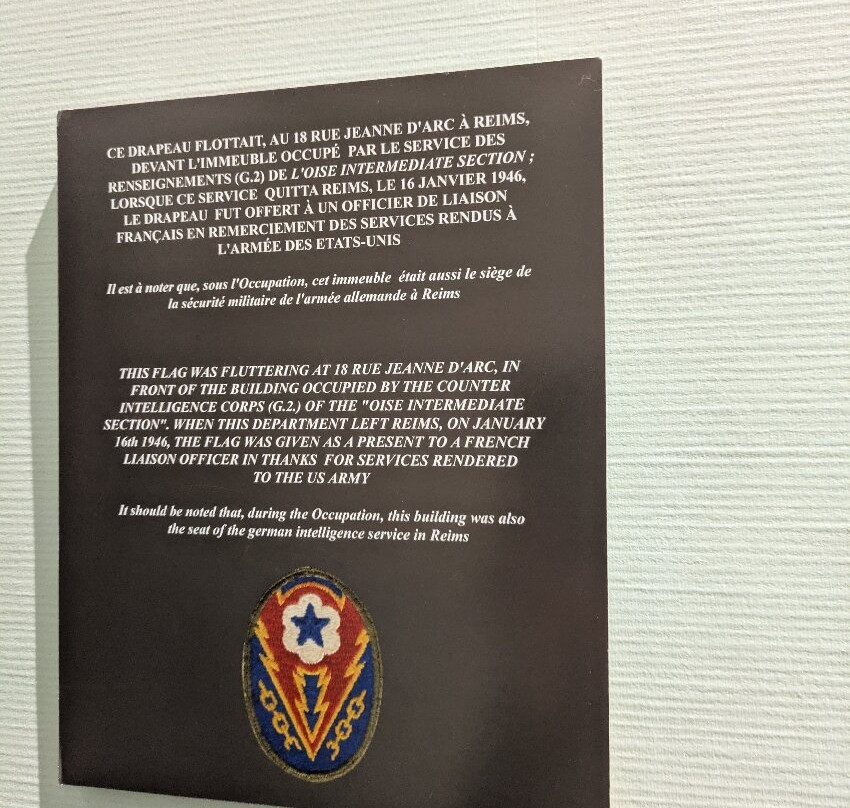 CE DRAPEAU FLOTTAIT, AU 18 RUE JEANNE D'ARC À REIMS,
DEVANT L'IMMEUBLE OCCUPÉ PAR LE SERVICE DES
RENSEIGNEMENTS (G.2) DE L'OISE INTERMEDIATE SECTION ;
LORSQUE CE SERVICE QUITTA REIMS, LE 16 JANVIER 1946,
LE DRAPEAU FUT OFFERT À UN OFFICIER DE LIAISON
FRANÇAIS EN REMERCIEMENT DES SERVICES RENDUS À
L'ARMÉE DES ETATS-UNIS
Il est à noter que, sous l'Occupation, cet immeuble était aussi le siège de
la sécurité militaire de l'armée allemande à Reims
THIS FLAG WAS FLUTTERING AT 18 RUE JEANNE D'ARC, IN
FRONT OF THE BUILDING OCCUPIED BY THE COUNTER
INTELLIGENCE CORPS (G.2.) OF THE "OISE INTERMEDIATE
SECTION". WHEN THIS DEPARTMENT LEFT REIMS, ON JANUARY
16th 1946, THE FLAG WAS GIVEN AS A PRESENT TO A FRENCH
LIAISON OFFICER IN THANKS FOR SERVICES RENDERED
TO THE US ARMY
It should be noted that, during the Occupation, this building was also
the seat of the german intelligence service in Reims